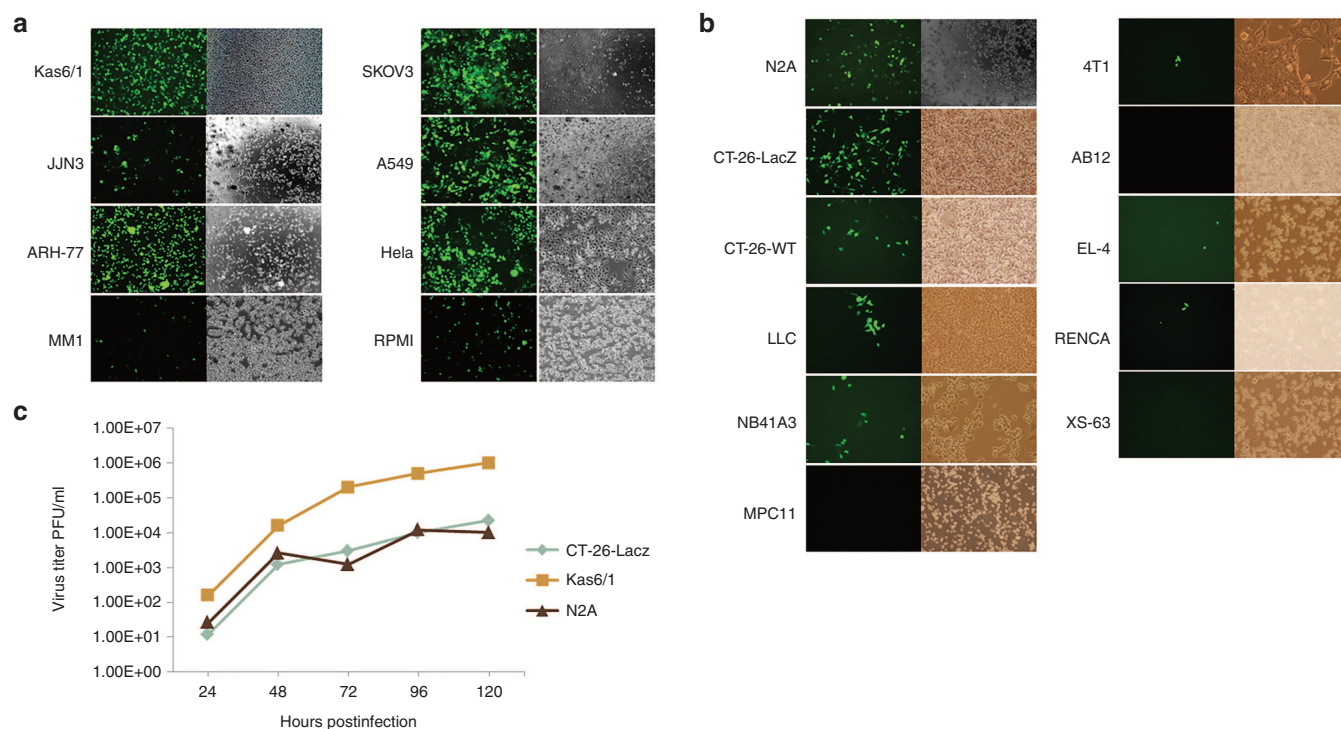 a
Kas6/1
JJN3
ARH-77
MM1
SKOV3
A549
Hela
RPMI
b
N2A
CT-26-LacZ
CT-26-WT
LLC
NB41A3
MPC11
4T1
AB12
EL-4
RENCA
XS-63
c
Virus titer PFU/ml
1.00E+07
1.00E+06
1.00E+05
1.00E+04
1.00E+03
1.00E+02
1.00E+01
1.00E+00
24 48 72 96 120
Hours postinfection
CT-26-Lacz
Kas6/1
N2A